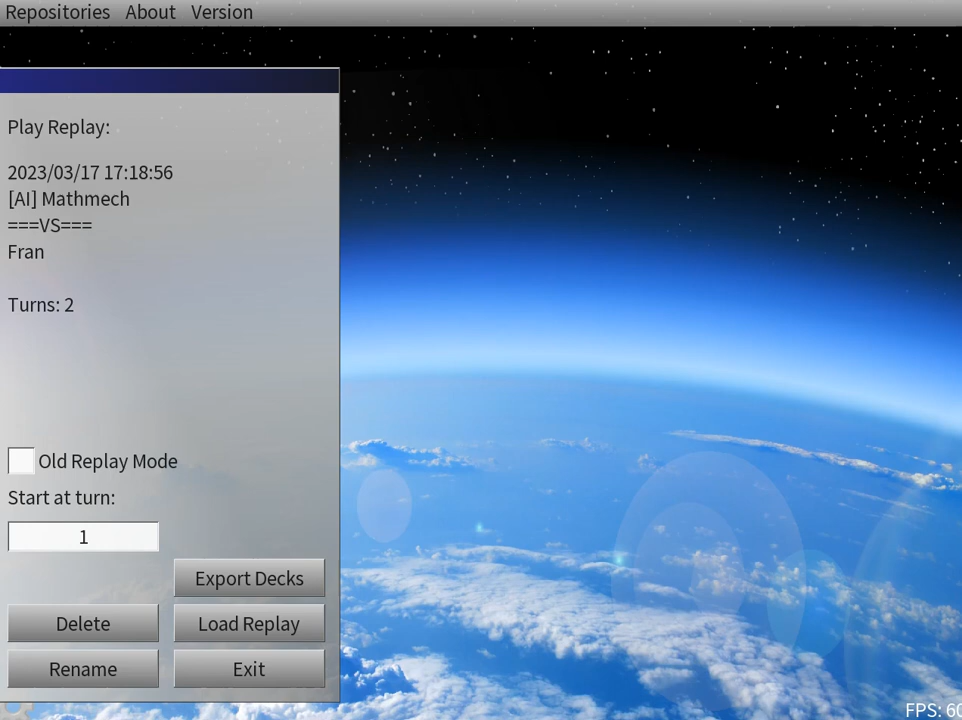 Repositories About Version
Play Replay:
2023/03/17 17:18:56
[AI] Mathmech
===VS===
Fran
Turns: 2
Old Replay Mode
Start at turn:
1
Export Decks
Delete Load Replay
Rename Exit
FPS: 60